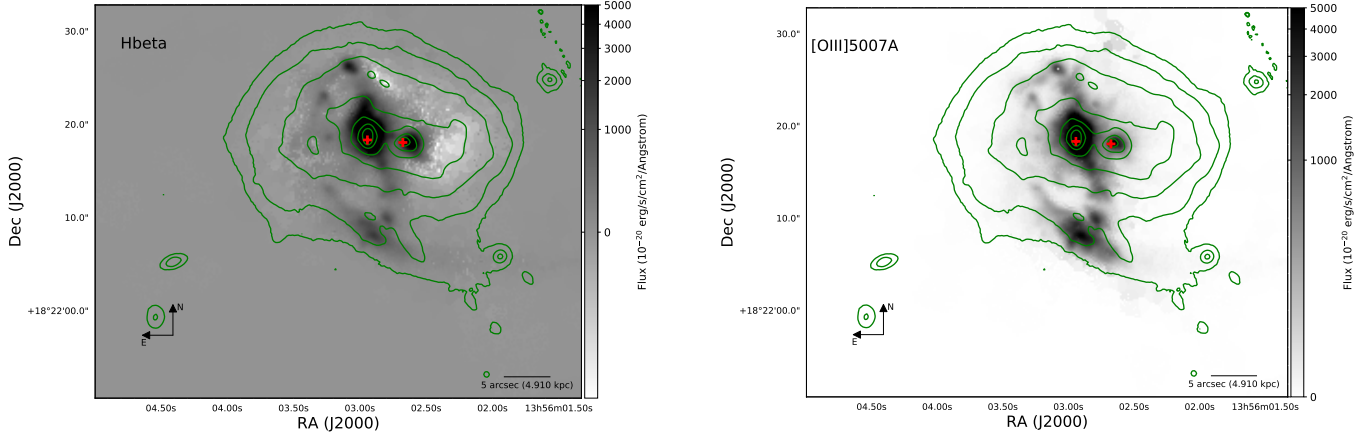 Hbeta
30.0"
20.0"
10.0"
+18°22'00.0"
Dec (J2000)
N
E
5 arcsec (4.910 kpc)
04.50s 04.00s 03.50s 03.00s 02.50s 02.00s 13h56m01.50s
RA (J2000)
5000
4000
3000
2000
1000
0
Flux (10⁻²⁰ erg/s/cm²/Angstrom)
[OIII]5007A
30.0"
20.0"
10.0"
+18°22'00.0"
Dec (J2000)
N
E
5 arcsec (4.910 kpc)
04.50s 04.00s 03.50s 03.00s 02.50s 02.00s 13h56m01.50s
RA (J2000)
5000
4000
3000
2000
1000
0
Flux (10⁻²⁰ erg/s/cm²/Angstrom)